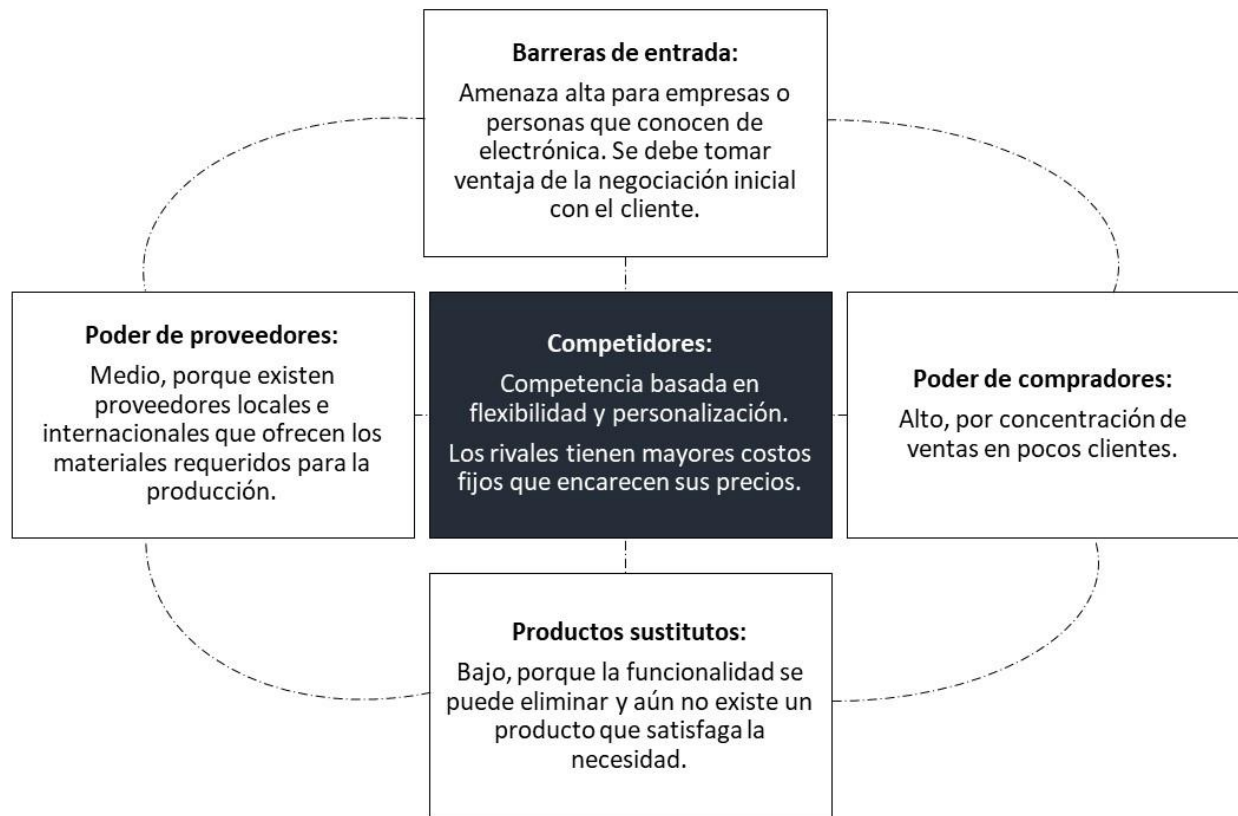 Barreras de entrada:
Amenaza alta para empresas o
personas que conocen de
electrónica. Se debe tomar
ventaja de la negociación inicial
con el cliente.
Poder de proveedores:
Medio, porque existen
proveedores locales e
internacionales que ofrecen los
materiales requeridos para la
producción.
Competidores:
Competencia basada en
flexibilidad y personalización.
Los rivales tienen mayores costos
fijos que encarecen sus precios.
Poder de compradores:
Alto, por concentración de
ventas en pocos clientes.
Productos sustitutos:
Bajo, porque la funcionalidad se
puede eliminar y aún no existe un
producto que satisfaga la
necesidad.